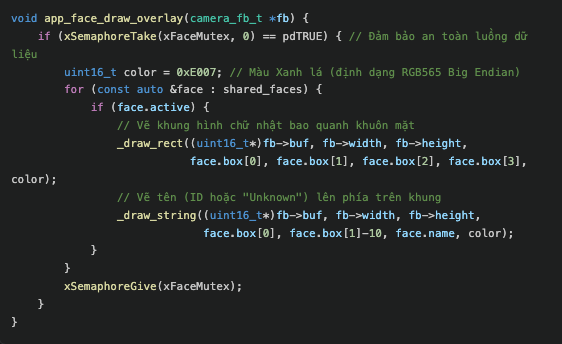 void app_face_draw_overlay(camera_fb_t *fb) {
    if (xSemaphoreTake(xFaceMutex, 0) == pdTRUE) { // Đảm bảo an toàn luồng dữ
liệu
        uint16_t color = 0xE007; // Màu Xanh lá (định dạng RGB565 Big Endian)
        for (const auto &face : shared_faces) {
            if (face.active) {
                // Vẽ khung hình chữ nhật bao quanh khuôn mặt
                _draw_rect((uint16_t*)fb->buf, fb->width, fb->height,
                           face.box[0], face.box[1], face.box[2], face.box[3],
color);
                // Vẽ tên (ID hoặc "Unknown") lên phía trên khung
                _draw_string((uint16_t*)fb->buf, fb->width, fb->height,
                             face.box[0], face.box[1]-10, face.name, color);
            }
        }
        xSemaphoreGive(xFaceMutex);
    }
}